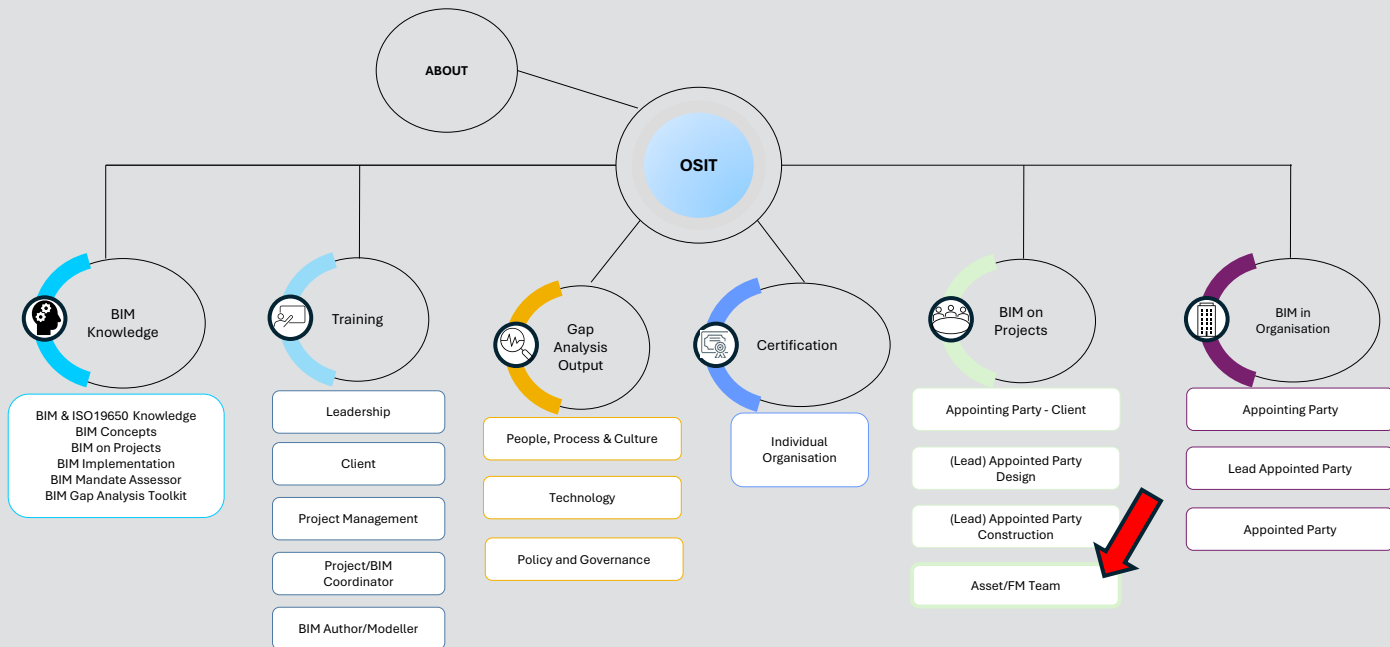 ABOUT
OSIT
BIM
Knowledge
BIM & ISO19650 Knowledge
BIM Concepts
BIM on Projects
BIM Implementation
BIM Mandate Assessor
BIM Gap Analysis Toolkit
Training
Leadership
Client
Project Management
Project/BIM
Coordinator
BIM Author/Modeller
Gap
Analysis
Output
People, Process & Culture
Technology
Policy and Governance
Certification
Individual
Organisation
BIM on
Projects
Appointing Party - Client
(Lead) Appointed Party
Design
(Lead) Appointed Party
Construction
Asset/FM Team
BIM in
Organisation
Appointing Party
Lead Appointed Party
Appointed Party